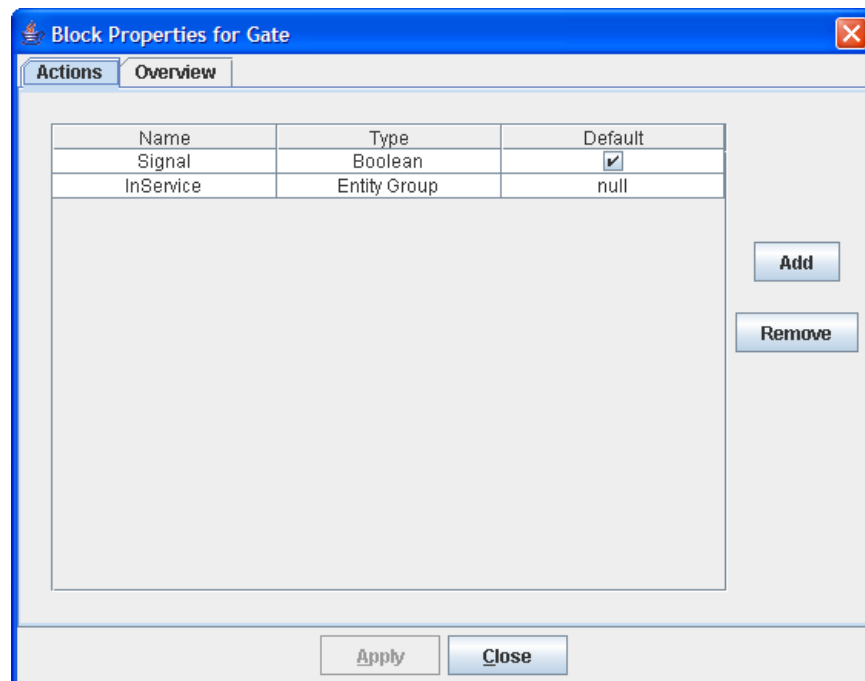 Block Properties for Gate
Actions Overview
Name Type Default
Signal Boolean
InService Entity Group null
Add
Remove
Apply Close